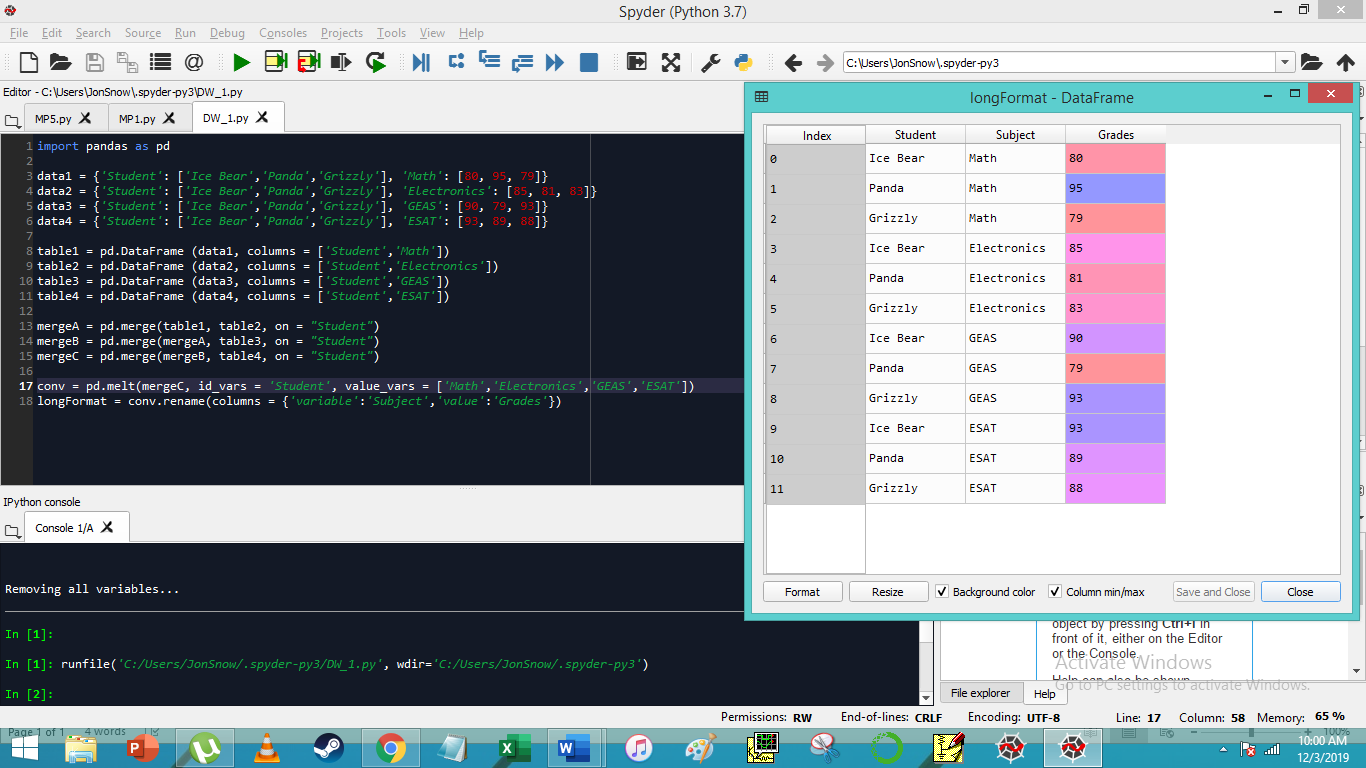 Spyder (Python 3.7)
File Edit Search Source Run Debug Consoles Projects Tools View Help
C:\Users\JonSnow\.spyder-py3
Editor - C:\Users\JonSnow\.spyder-py3\DW_1.py
MP5.py MP1.py DW_1.py
1 import pandas as pd
2
3 data1 = {'Student': ['Ice Bear','Panda','Grizzly'], 'Math': [80, 95, 79]}
4 data2 = {'Student': ['Ice Bear','Panda','Grizzly'], 'Electronics': [85, 81, 83]}
5 data3 = {'Student': ['Ice Bear','Panda','Grizzly'], 'GEAS': [90, 79, 93]}
6 data4 = {'Student': ['Ice Bear','Panda','Grizzly'], 'ESAT': [93, 89, 88]}
7
8 table1 = pd.DataFrame (data1, columns = ['Student','Math'])
9 table2 = pd.DataFrame (data2, columns = ['Student','Electronics'])
10 table3 = pd.DataFrame (data3, columns = ['Student','GEAS'])
11 table4 = pd.DataFrame (data4, columns = ['Student','ESAT'])
12
13 mergeA = pd.merge(table1, table2, on = "Student")
14 mergeB = pd.merge(mergeA, table3, on = "Student")
15 mergeC = pd.merge(mergeB, table4, on = "Student")
16
17 conv = pd.melt(mergeC, id_vars = 'Student', value_vars = ['Math','Electronics','GEAS','ESAT'])
18 longFormat = conv.rename(columns = {'variable':'Subject','value':'Grades'})
IPython console
Console 1/A
Removing all variables...
In [1]:
In [1]: runfile('C:/Users/JonSnow/.spyder-py3/DW_1.py', wdir='C:/Users/JonSnow/.spyder-py3')
In [2]:
longFormat - DataFrame
Index Student Subject Grades
0 Ice Bear Math 80
1 Panda Math 95
2 Grizzly Math 79
3 Ice Bear Electronics 85
4 Panda Electronics 81
5 Grizzly Electronics 83
6 Ice Bear GEAS 90
7 Panda GEAS 79
8 Grizzly GEAS 93
9 Ice Bear ESAT 93
10 Panda ESAT 89
11 Grizzly ESAT 88
Format Resize Background color Column min/max Save and Close Close
object by pressing Ctrl+I in
front of it, either on the Editor
or the Console.
Help can also be shown
Activate Windows
Go to PC settings to activate Windows.
File explorer Help
Permissions: RW End-of-lines: CRLF Encoding: UTF-8 Line: 17 Column: 58 Memory: 65 %
Page 1 of 1 4 words 100%
10:00 AM
12/3/2019